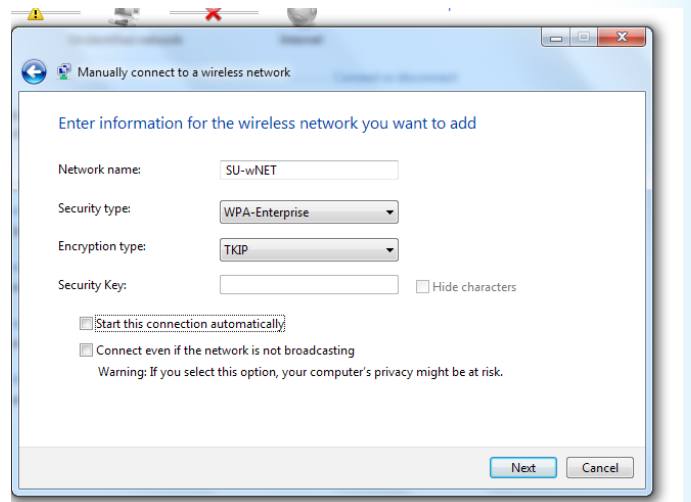 Manually connect to a wireless network
Enter information for the wireless network you want to add
Network name:
SU-wNET
Security type:
WPA-Enterprise
Encryption type:
TKIP
Security Key:
Hide characters
Start this connection automatically
Connect even if the network is not broadcasting
Warning: If you select this option, your computer's privacy might be at risk.
Next
Cancel